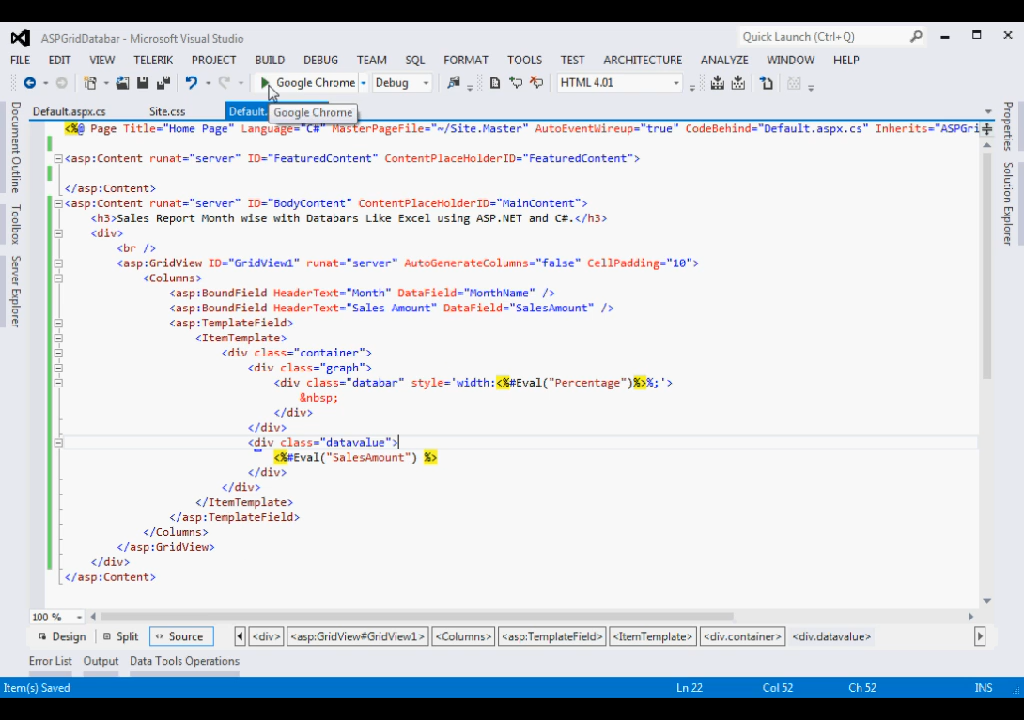 ASPGridDatabar - Microsoft Visual Studio
Quick Launch (Ctrl+Q)
FILE EDIT VIEW TELERIK PROJECT BUILD DEBUG TEAM SQL FORMAT TOOLS TEST ARCHITECTURE ANALYZE WINDOW HELP
Google Chrome Debug HTML 4.01
Default.aspx.cs Site.css Default.
Google Chrome
Document Outline
Toolbox
Server Explorer
Properties
Solution Explorer
<%@ Page Title="Home Page" Language="C#" MasterPageFile="~/Site.Master" AutoEventWireup="true" CodeBehind="Default.aspx.cs" Inherits="ASPGri
<asp:Content runat="server" ID="FeaturedContent" ContentPlaceHolderID="FeaturedContent">
</asp:Content>
<asp:Content runat="server" ID="BodyContent" ContentPlaceHolderID="MainContent">
<h3>Sales Report Month wise with Databars Like Excel using ASP.NET and C#.</h3>
<div>
<br />
<asp:GridView ID="GridView1" runat="server" AutoGenerateColumns="false" CellPadding="10">
<Columns>
<asp:BoundField HeaderText="Month" DataField="MonthName" />
<asp:BoundField HeaderText="Sales Amount" DataField="SalesAmount" />
<asp:TemplateField>
<ItemTemplate>
<div class="container">
<div class="graph">
<div class="databar" style='width:<%#Eval("Percentage")%>%;'>
&nbsp;
</div>
</div>
<div class="datavalue">
<%#Eval("SalesAmount") %>
</div>
</div>
</ItemTemplate>
</asp:TemplateField>
</Columns>
</asp:GridView>
</div>
</asp:Content>
100 %
Design Split Source <div> <asp:GridView#GridView1> <Columns> <asp:TemplateField> <ItemTemplate> <div.container> <div.datavalue>
Error List Output Data Tools Operations
Item(s) Saved Ln 22 Col 52 Ch 52 INS